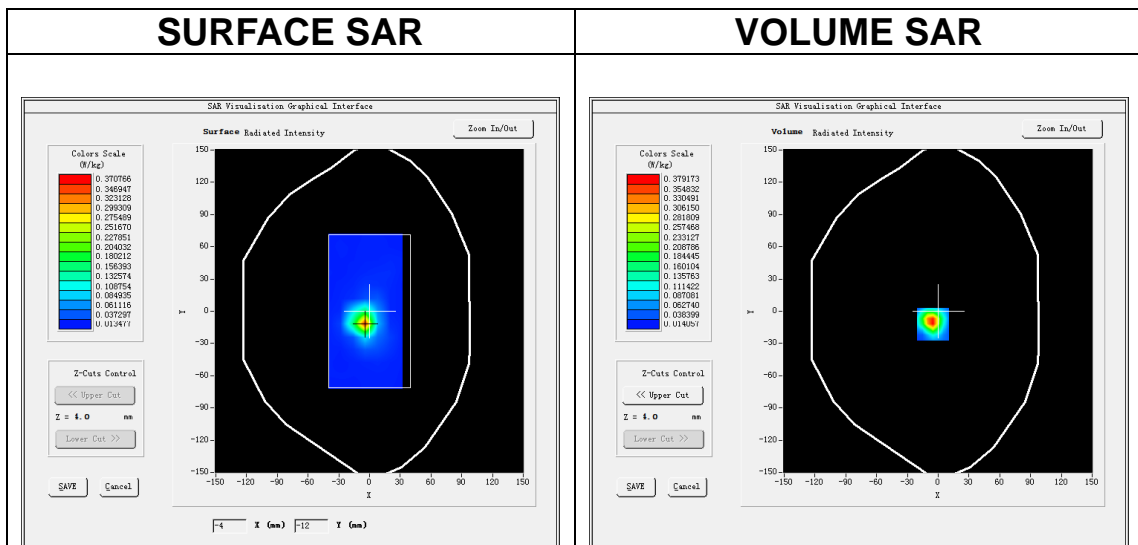 SURFACE SAR
VOLUME SAR
SAR Visualisation Graphical Interface
Surface Radiated Intensity
Zoom In/Out
Colors Scale
(W/kg)
0.370766
0.346947
0.323128
0.299309
0.275489
0.251670
0.227851
0.204032
0.180212
0.156393
0.132574
0.108754
0.084935
0.061116
0.037297
0.013477
150
120
90
60
30
0
-30
-60
-90
-120
-150
Y
-150 -120 -90 -60 -30 0 30 60 90 120 150
X
Z-Cuts Control
<< Upper Cut
Z = 4.0 mm
Lower Cut >>
SAVE Cancel
-4 X (mm) -12 Y (mm)
SAR Visualisation Graphical Interface
Volume Radiated Intensity
Zoom In/Out
Colors Scale
(W/kg)
0.379173
0.354832
0.330491
0.306150
0.281809
0.257468
0.233127
0.208786
0.184445
0.160104
0.135763
0.111422
0.087081
0.062740
0.038399
0.014057
150
120
90
60
30
0
-30
-60
-90
-120
-150
Y
-150 -120 -90 -60 -30 0 30 60 90 120 150
X
Z-Cuts Control
<< Upper Cut
Z = 4.0 mm
Lower Cut >>
SAVE Cancel